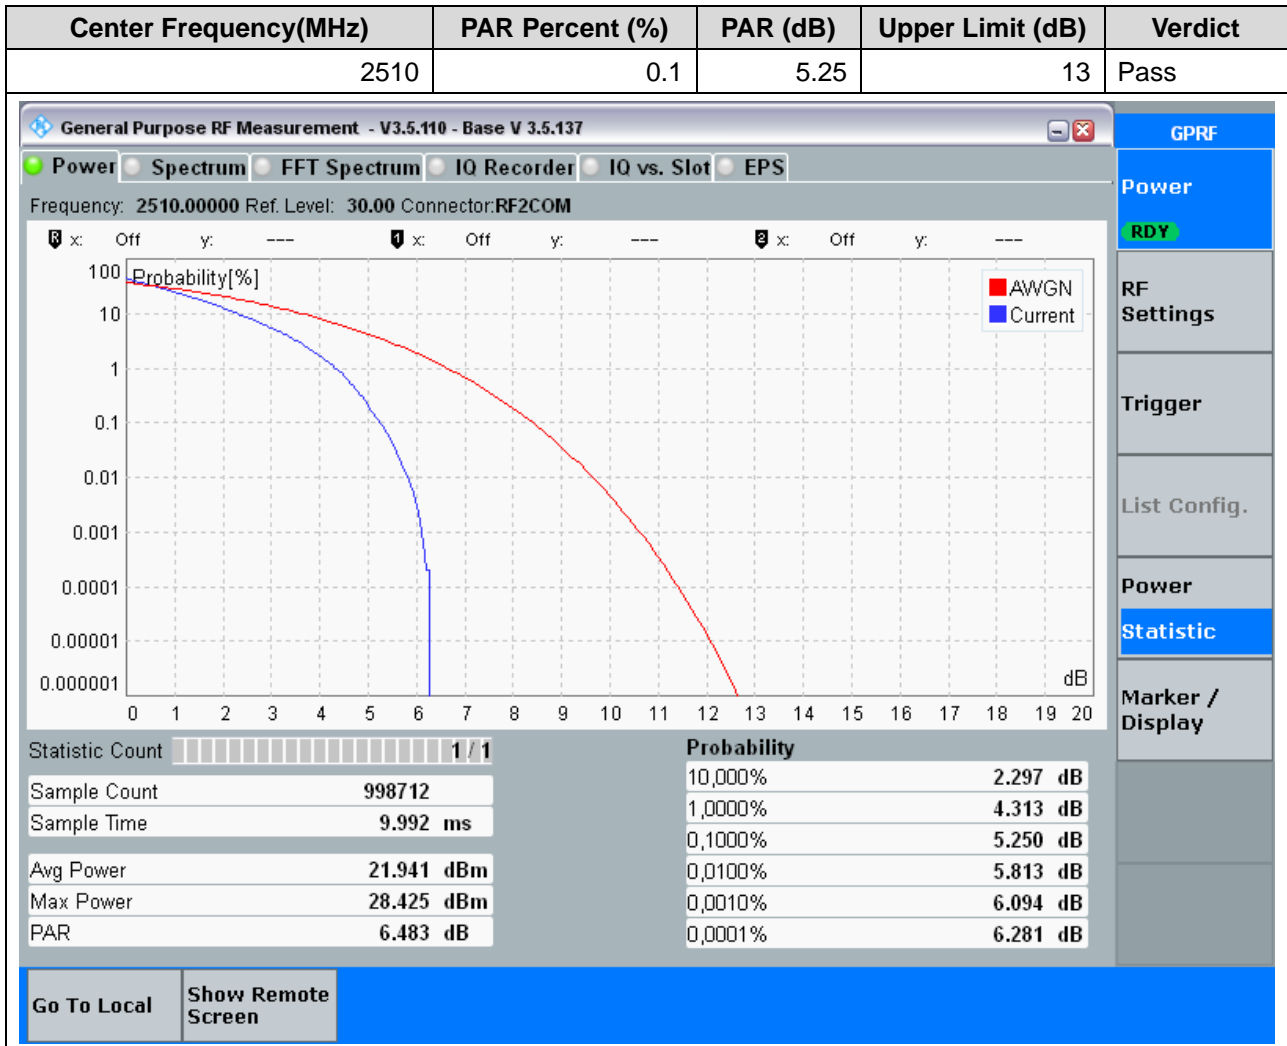 Center Frequency(MHz) PAR Percent (%) PAR (dB) Upper Limit (dB) Verdict
2510 0.1 5.25 13 Pass
General Purpose RF Measurement - V3.5.110 - Base V 3.5.137
GPRF
Power Spectrum FFT Spectrum IQ Recorder IQ vs. Slot EPS
Frequency: 2510.00000 Ref. Level: 30.00 Connector:RF2COM
Power
RDY
R x: Off y: --- 1 x: Off y: --- 2 x: Off y: ---
Probability[%]
AWGN
Current
100
10
1
0.1
0.01
0.001
0.0001
0.00001
0.000001
dB
0 1 2 3 4 5 6 7 8 9 10 11 12 13 14 15 16 17 18 19 20
RF
Settings
Trigger
List Config.
Power
Statistic
Marker /
Display
Statistic Count 1 / 1
Sample Count 998712
Sample Time 9.992 ms
Avg Power 21.941 dBm
Max Power 28.425 dBm
PAR 6.483 dB
Probability
10,000% 2.297 dB
1,0000% 4.313 dB
0,1000% 5.250 dB
0,0100% 5.813 dB
0,0010% 6.094 dB
0,0001% 6.281 dB
Go To Local
Show Remote
Screen